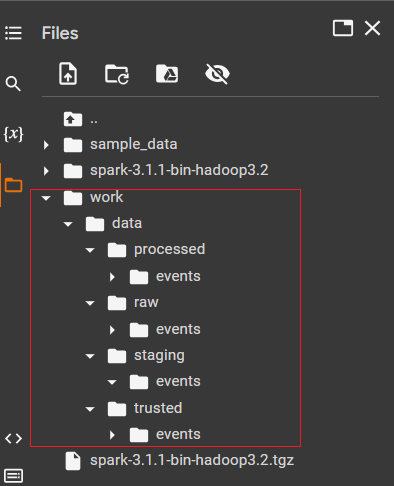 Files
..
sample_data
{x}
spark-3.1.1-bin-hadoop3.2
work
data
processed
events
raw
events
staging
events
trusted
events
<>
spark-3.1.1-bin-hadoop3.2.tgz